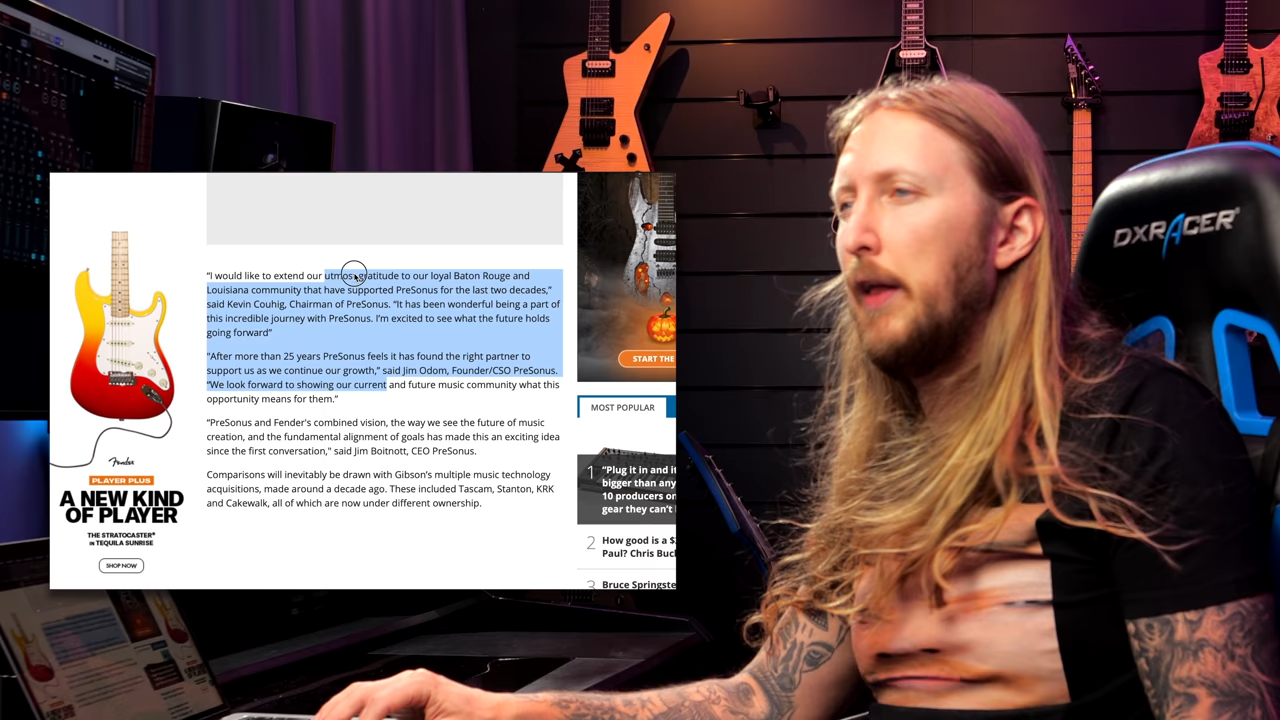 "I would like to extend our utmost gratitude to our loyal Baton Rouge and
Louisiana community that have supported PreSonus for the last two decades,"
said Kevin Couhig, Chairman of PreSonus. "It has been wonderful being a part of
this incredible journey with PreSonus. I'm excited to see what the future holds
going forward"
"After more than 25 years PreSonus feels it has found the right partner to
support us as we continue our growth," said Jim Odom, Founder/CSO PreSonus.
"We look forward to showing our current and future music community what this
opportunity means for them."
"PreSonus and Fender's combined vision, the way we see the future of music
creation, and the fundamental alignment of goals has made this an exciting idea
since the first conversation," said Jim Boitnott, CEO PreSonus.
Comparisons will inevitably be drawn with Gibson's multiple music technology
acquisitions, made around a decade ago. These included Tascam, Stanton, KRK
and Cakewalk, all of which are now under different ownership.
Fender
PLAYER PLUS
A NEW KIND
OF PLAYER
THE STRATOCASTER®
IN TEQUILA SUNRISE
SHOP NOW
START THE
MOST POPULAR
1 "Plug it in and it
bigger than any
10 producers on
gear they can't
2 How good is a $
Paul? Chris Buc
3 Bruce Springste
DXRACER